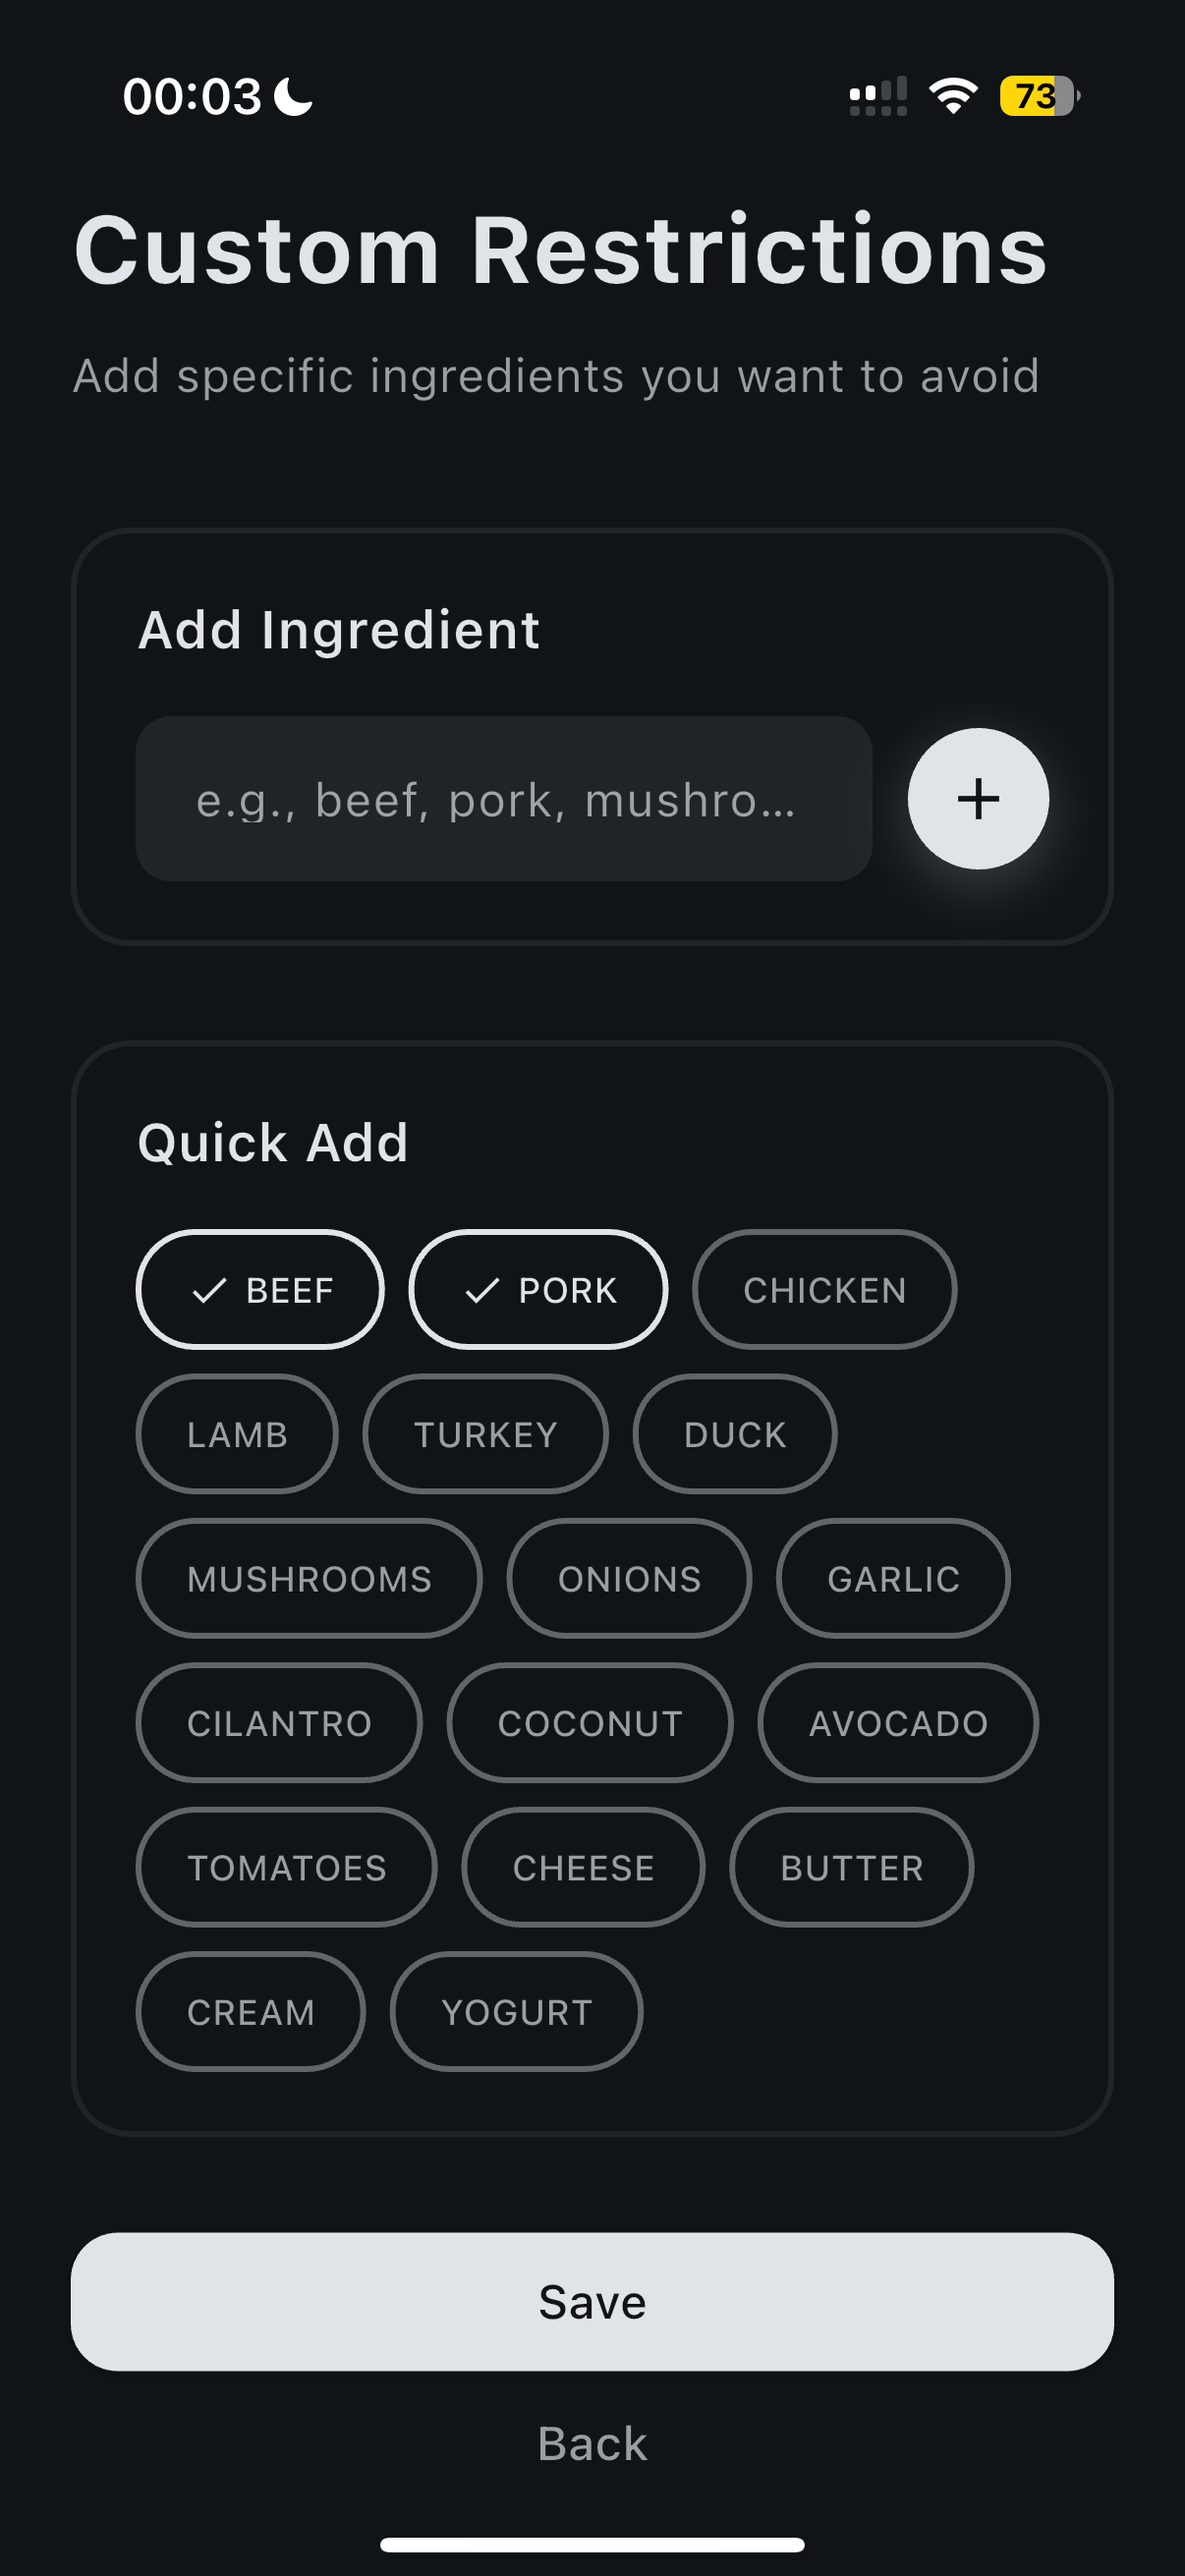 00:03
73
Custom Restrictions
Add specific ingredients you want to avoid
Add Ingredient
e.g., beef, pork, mushro...
+
Quick Add
BEEF PORK CHICKEN
LAMB TURKEY DUCK
MUSHROOMS ONIONS GARLIC
CILANTRO COCONUT AVOCADO
TOMATOES CHEESE BUTTER
CREAM YOGURT
Save
Back